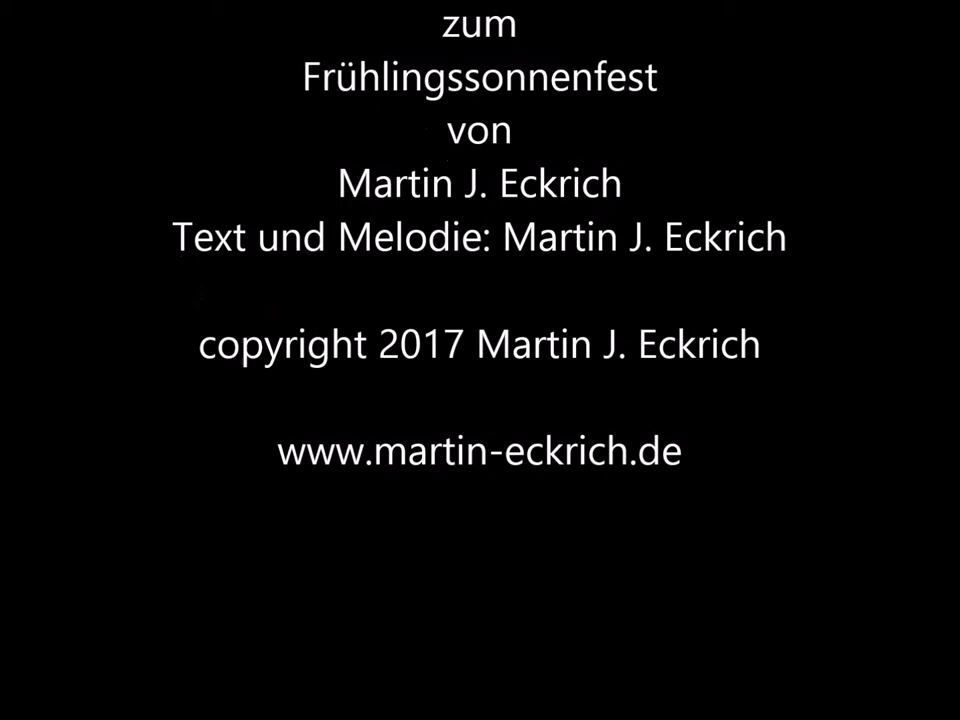 zum
Frühlingssonnenfest
von
Martin J. Eckrich
Text und Melodie: Martin J. Eckrich
copyright 2017 Martin J. Eckrich
www.martin-eckrich.de